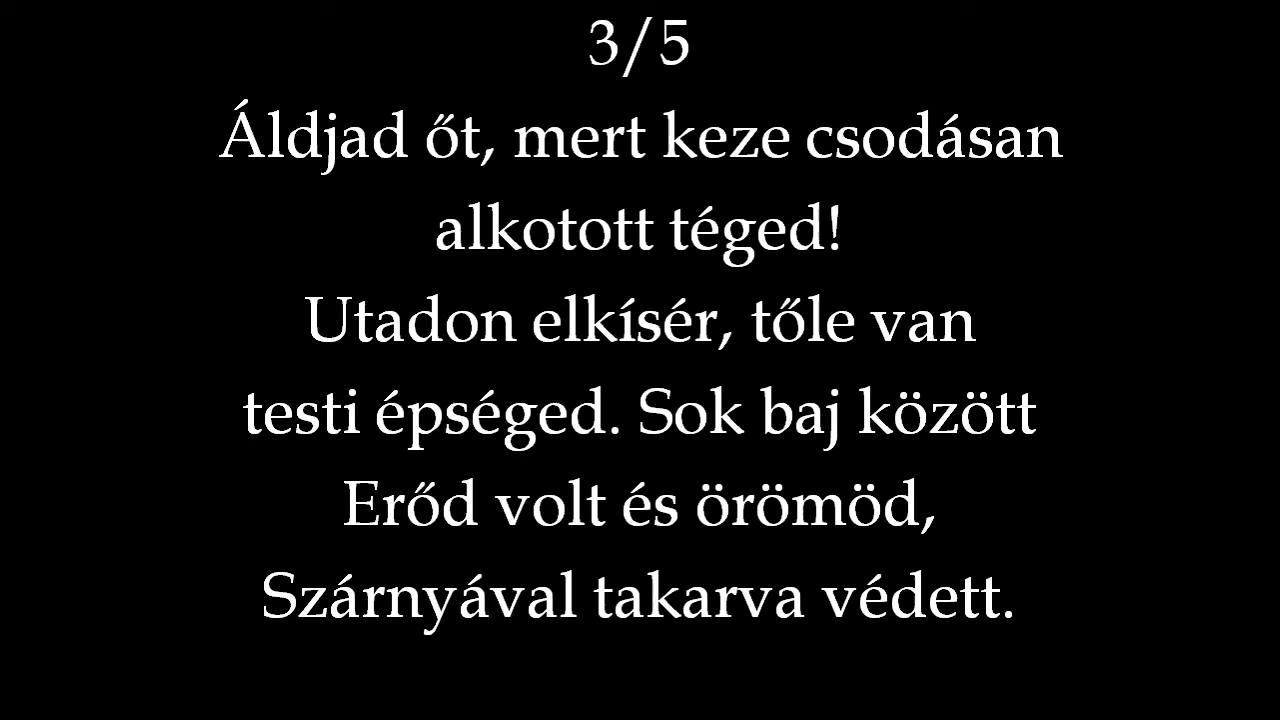 3/5
Áldjad őt, mert keze csodásan
alkotott téged!
Utadon elkísér, tőle van
testi épséged. Sok baj között
Erőd volt és örömöd,
Szárnyával takarva védett.